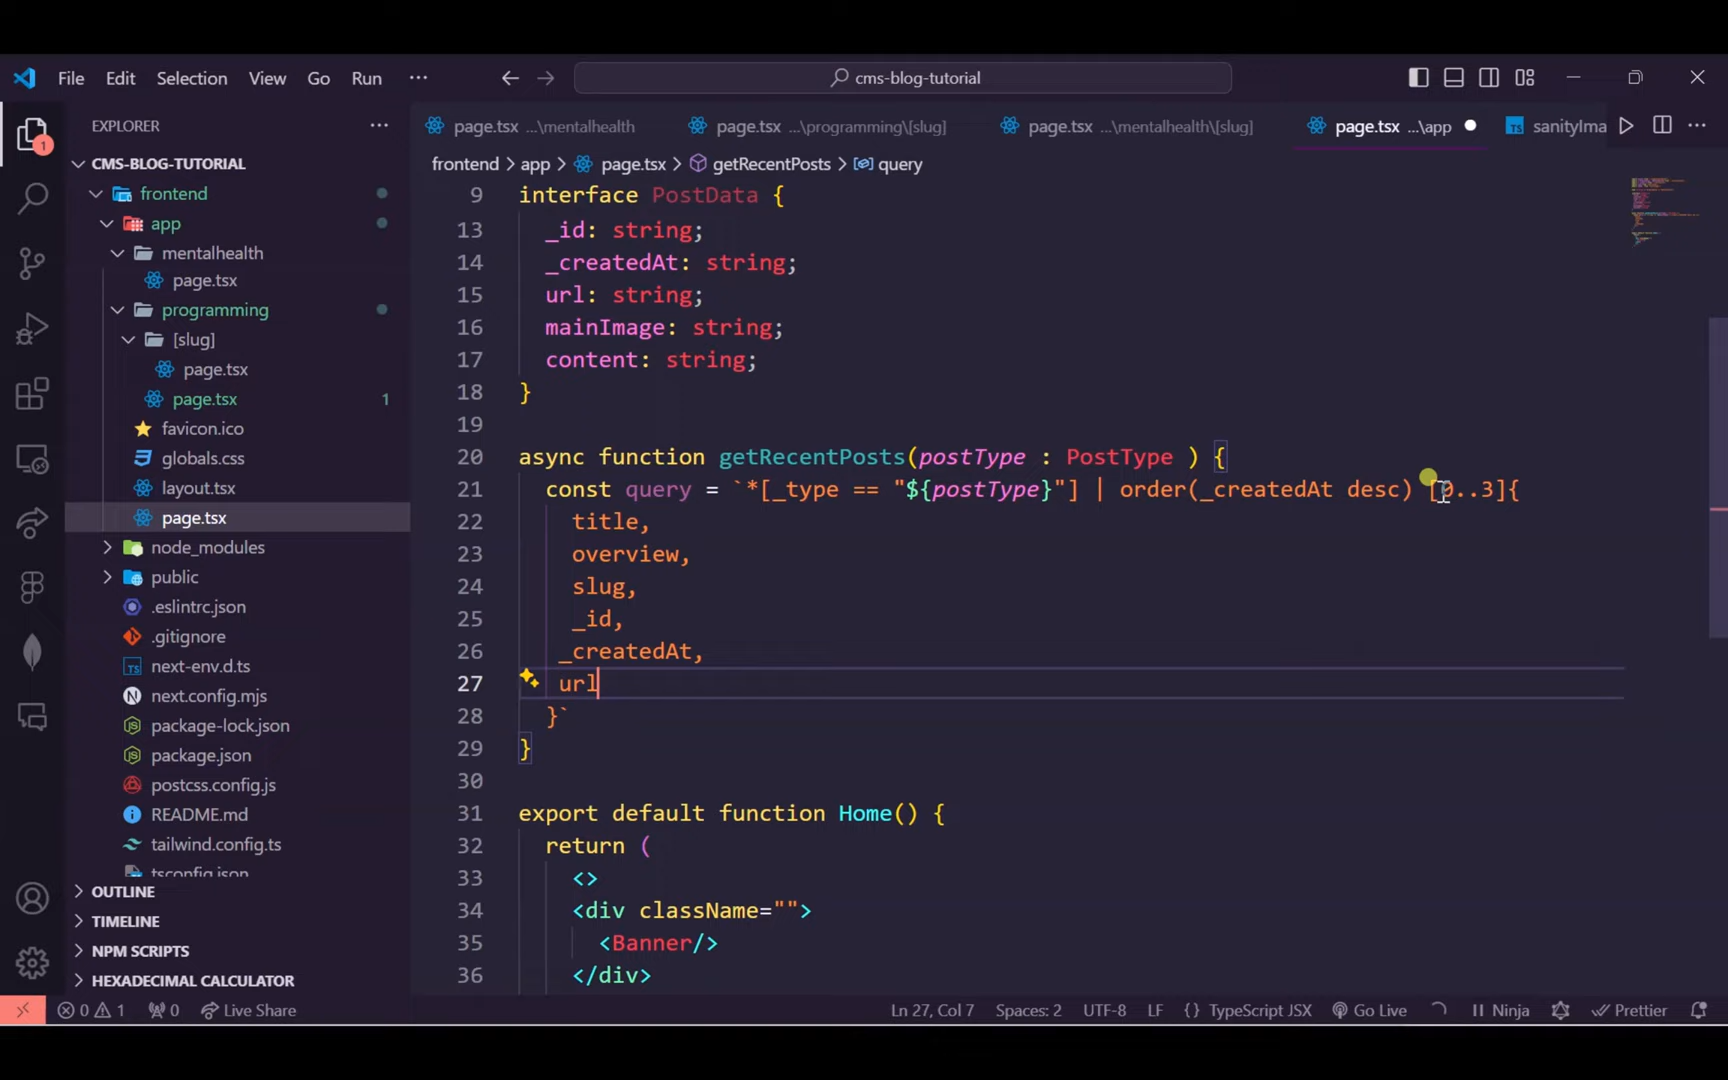 File Edit Selection View Go Run ··· cms-blog-tutorial
EXPLORER ···
CMS-BLOG-TUTORIAL
frontend
app
mentalhealth
page.tsx
programming
[slug]
page.tsx
page.tsx 1
favicon.ico
globals.css
layout.tsx
page.tsx
node_modules
public
.eslintrc.json
.gitignore
next-env.d.ts
next.config.mjs
package-lock.json
package.json
postcss.config.js
README.md
tailwind.config.ts
tsconfig.json
OUTLINE
TIMELINE
NPM SCRIPTS
HEXADECIMAL CALCULATOR
1
page.tsx ...\mentalhealth page.tsx ...\programming\[slug] page.tsx ...\mentalhealth\[slug] page.tsx ...\app TS sanityIma ···
frontend > app > page.tsx > getRecentPosts > query
9 interface PostData {
13 _id: string;
14 _createdAt: string;
15 url: string;
16 mainImage: string;
17 content: string;
18 }
19
20 async function getRecentPosts(postType : PostType ) {
21 const query = `*[_type == "${postType}"] | order(_createdAt desc) [0..3]{
22 title,
23 overview,
24 slug,
25 _id,
26 _createdAt,
27 url
28 }`
29 }
30
31 export default function Home() {
32 return (
33 <>
34 <div className="">
35 <Banner/>
36 </div>
0 1 0 Live Share Ln 27, Col 7 Spaces: 2 UTF-8 LF {} TypeScript JSX Go Live Ninja Prettier